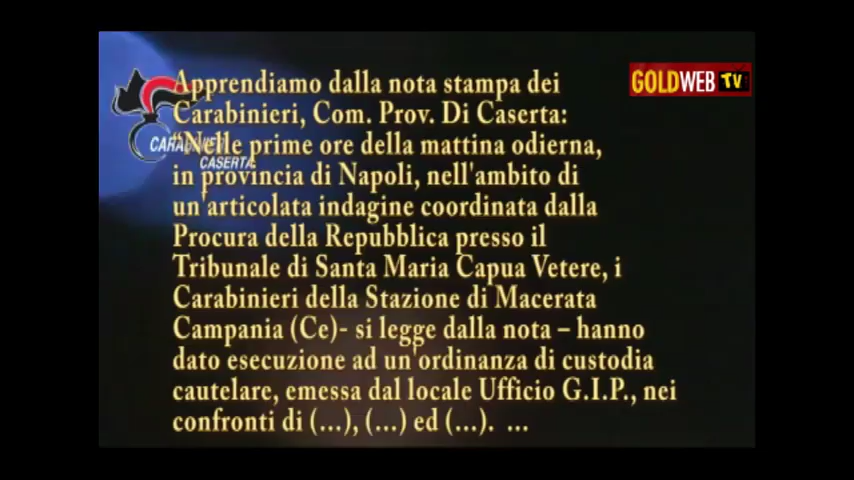 GOLDWEB TV
CARABINIERI
CASERTA
Apprendiamo dalla nota stampa dei
Carabinieri, Com. Prov. Di Caserta:
“Nelle prime ore della mattina odierna,
in provincia di Napoli, nell'ambito di
un'articolata indagine coordinata dalla
Procura della Repubblica presso il
Tribunale di Santa Maria Capua Vetere, i
Carabinieri della Stazione di Macerata
Campania (Ce)- si legge dalla nota – hanno
dato esecuzione ad un'ordinanza di custodia
cautelare, emessa dal locale Ufficio G.I.P., nei
confronti di (...), (...) ed (...). ...